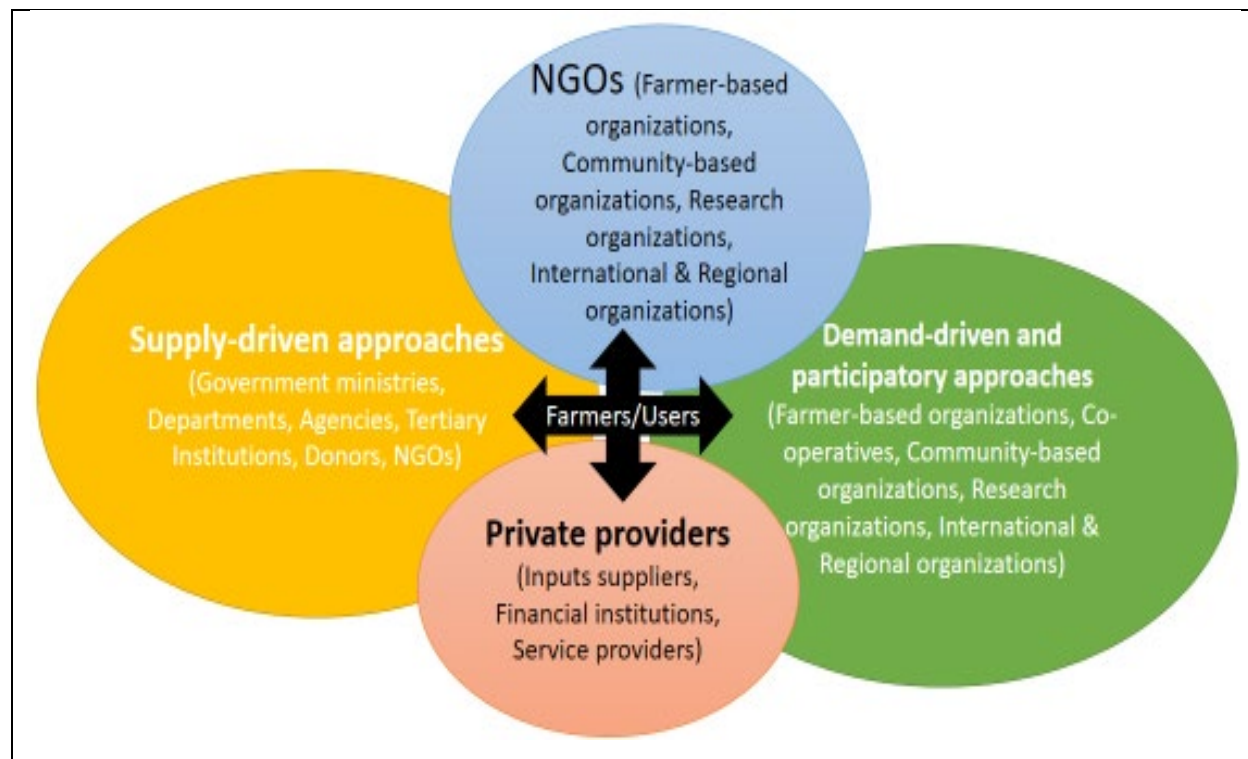 NGOs (Farmer-based
organizations,
Community-based
organizations, Research
organizations,
International & Regional
organizations)
Supply-driven approaches
(Government ministries,
Departments, Agencies, Tertiary
Institutions, Donors, NGOs)
Farmers/Users
Demand-driven and
participatory approaches
(Farmer-based organizations, Co-
operatives, Community-based
organizations, Research
organizations, International &
Regional organizations)
Private providers
(Inputs suppliers,
Financial institutions,
Service providers)